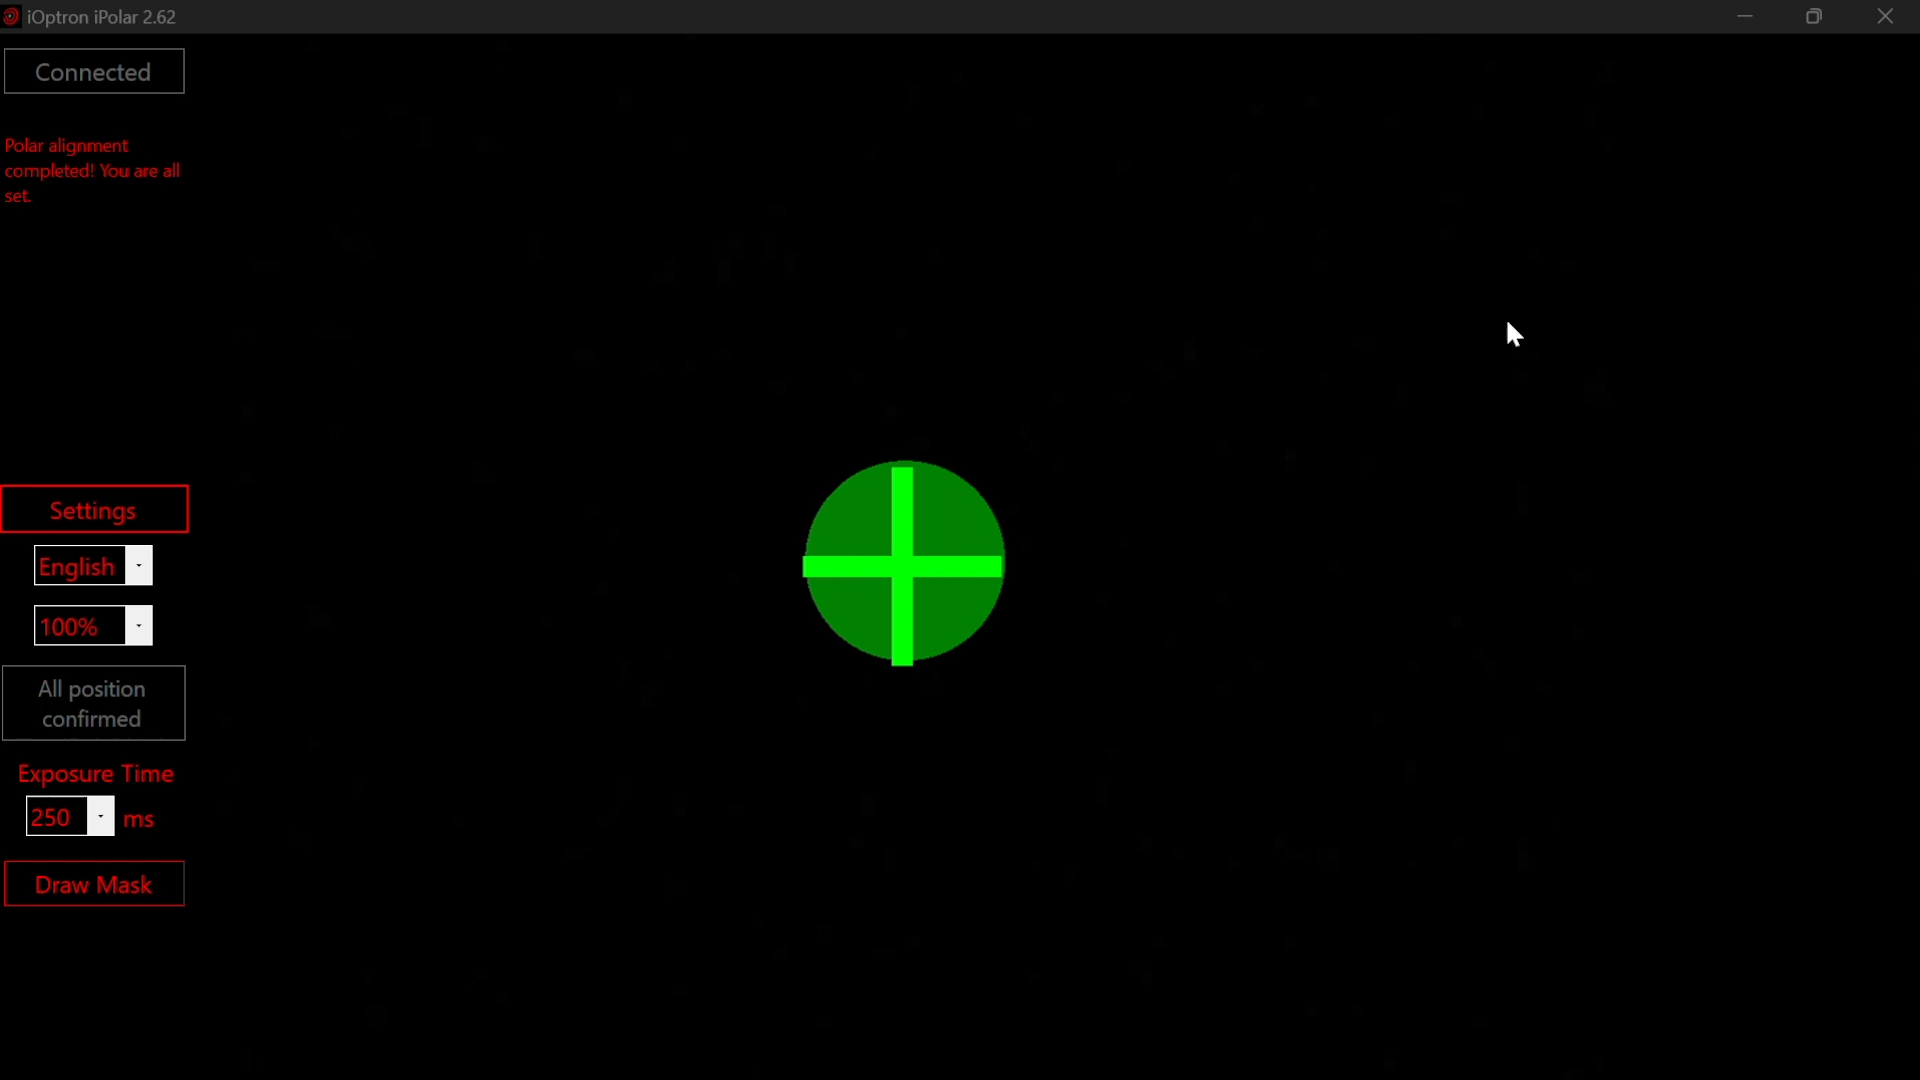 iOptron iPolar 2.62
Connected
Polar alignment
completed! You are all
set.
Settings
English
100%
All position
confirmed
Exposure Time
250 ms
Draw Mask